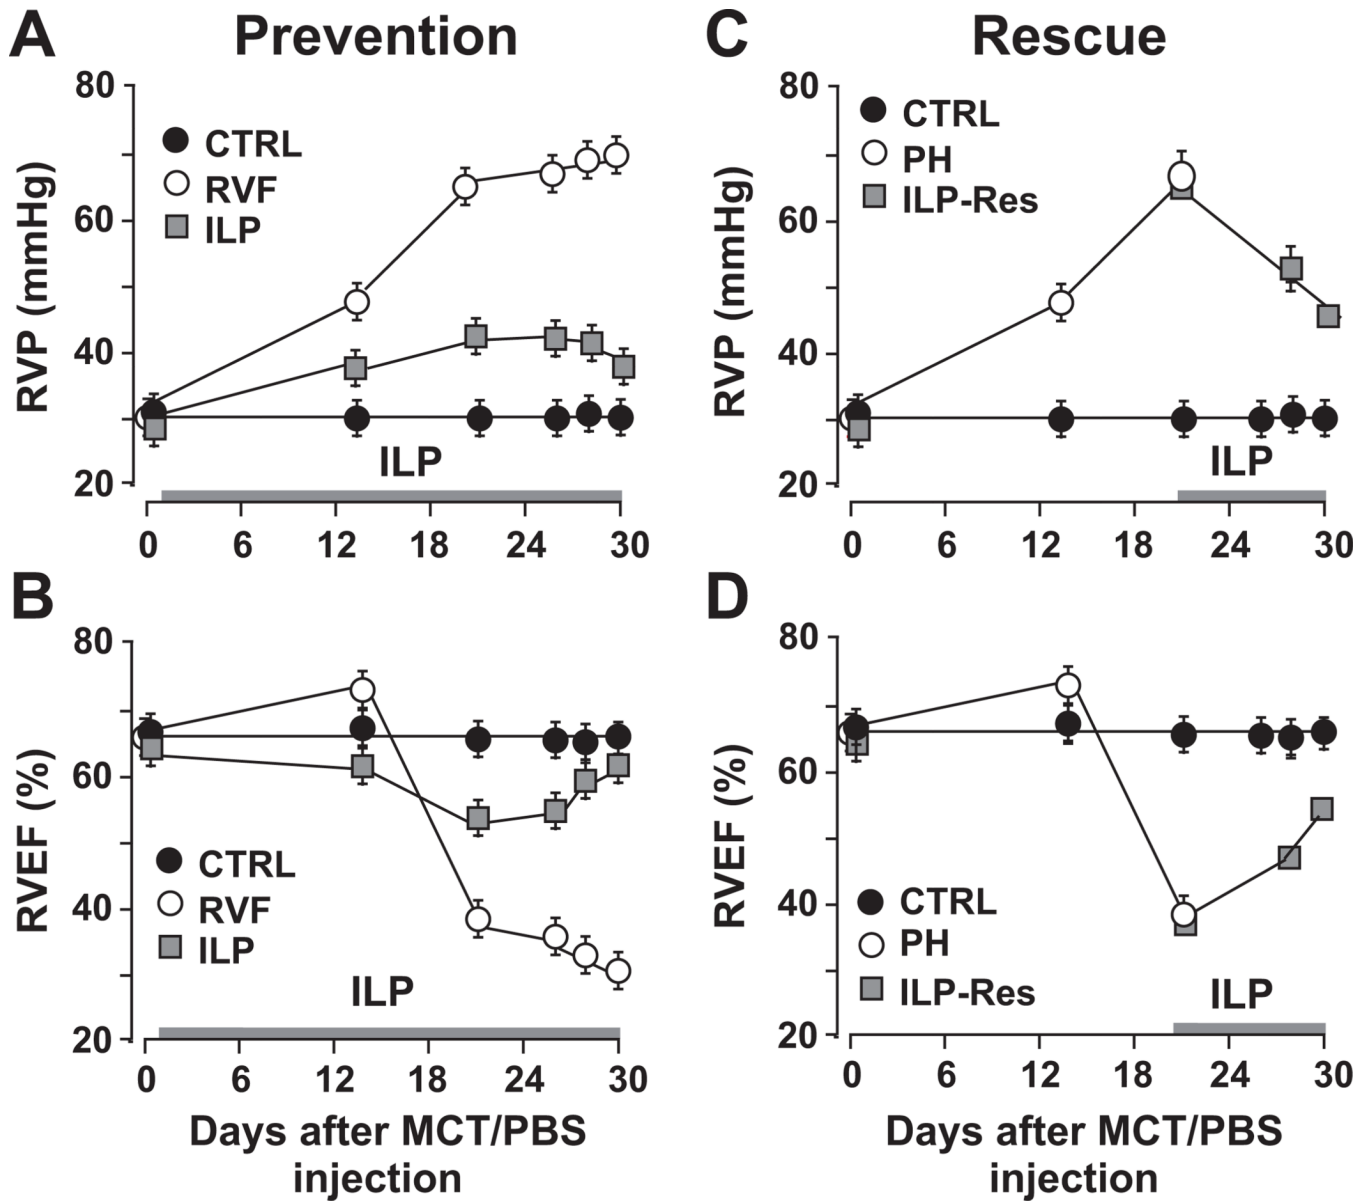 A
Prevention
80
60
40
20
RVP (mmHg)
CTRL
RVF
ILP
ILP
0 6 12 18 24 30
B
80
60
40
20
RVEF (%)
CTRL
RVF
ILP
ILP
0 6 12 18 24 30
Days after MCT/PBS
injection
C
Rescue
80
60
40
20
RVP (mmHg)
CTRL
PH
ILP-Res
ILP
0 6 12 18 24 30
D
80
60
40
20
RVEF (%)
CTRL
PH
ILP-Res
ILP
0 6 12 18 24 30
Days after MCT/PBS
injection